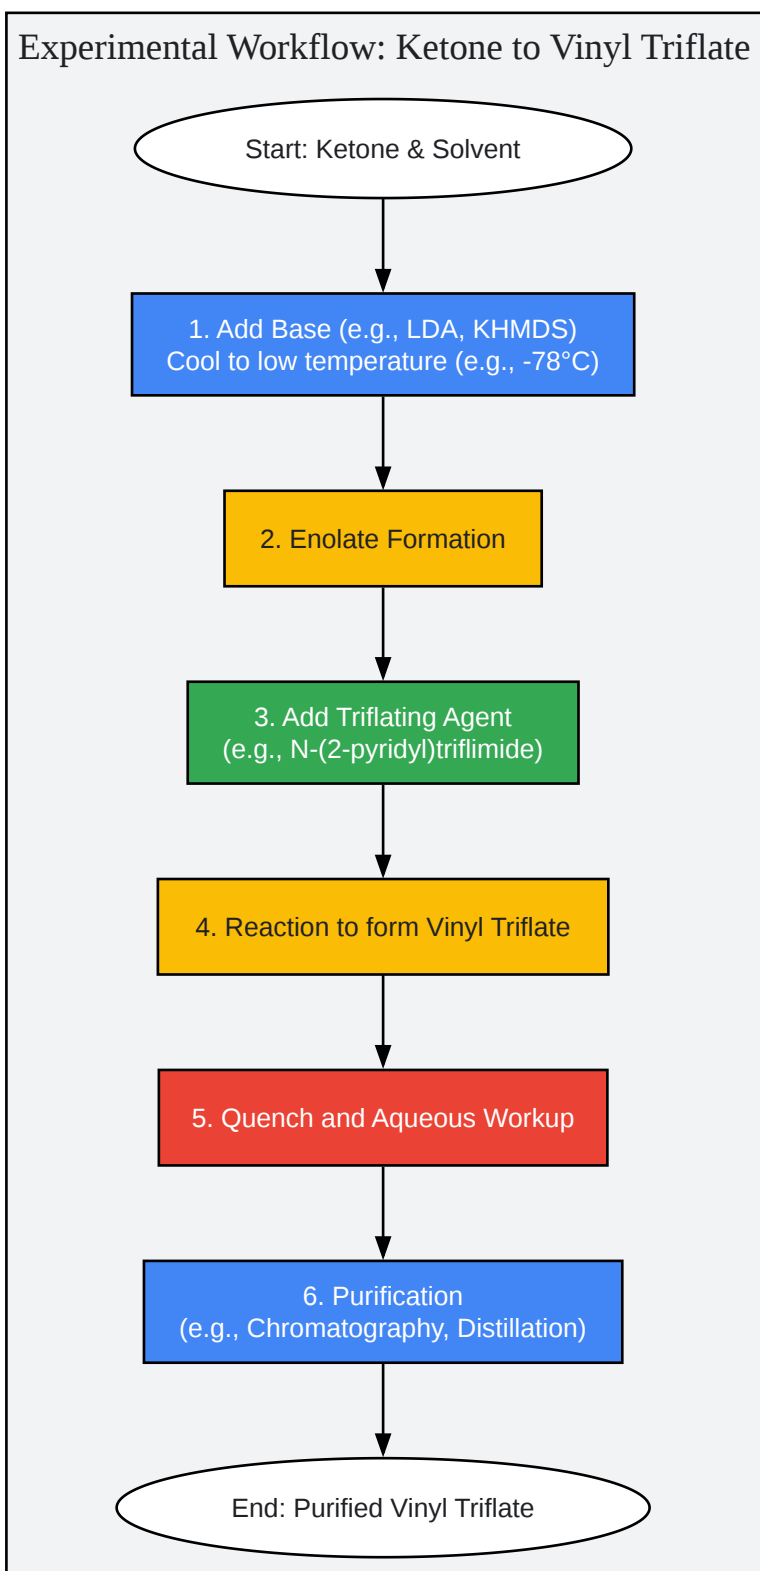 Experimental Workflow: Ketone to Vinyl Triflate
Start: Ketone & Solvent
1. Add Base (e.g., LDA, KHMDS)
Cool to low temperature (e.g., -78°C)
2. Enolate Formation
3. Add Triflating Agent
(e.g., N-(2-pyridyl)triflimide)
4. Reaction to form Vinyl Triflate
5. Quench and Aqueous Workup
6. Purification
(e.g., Chromatography, Distillation)
End: Purified Vinyl Triflate